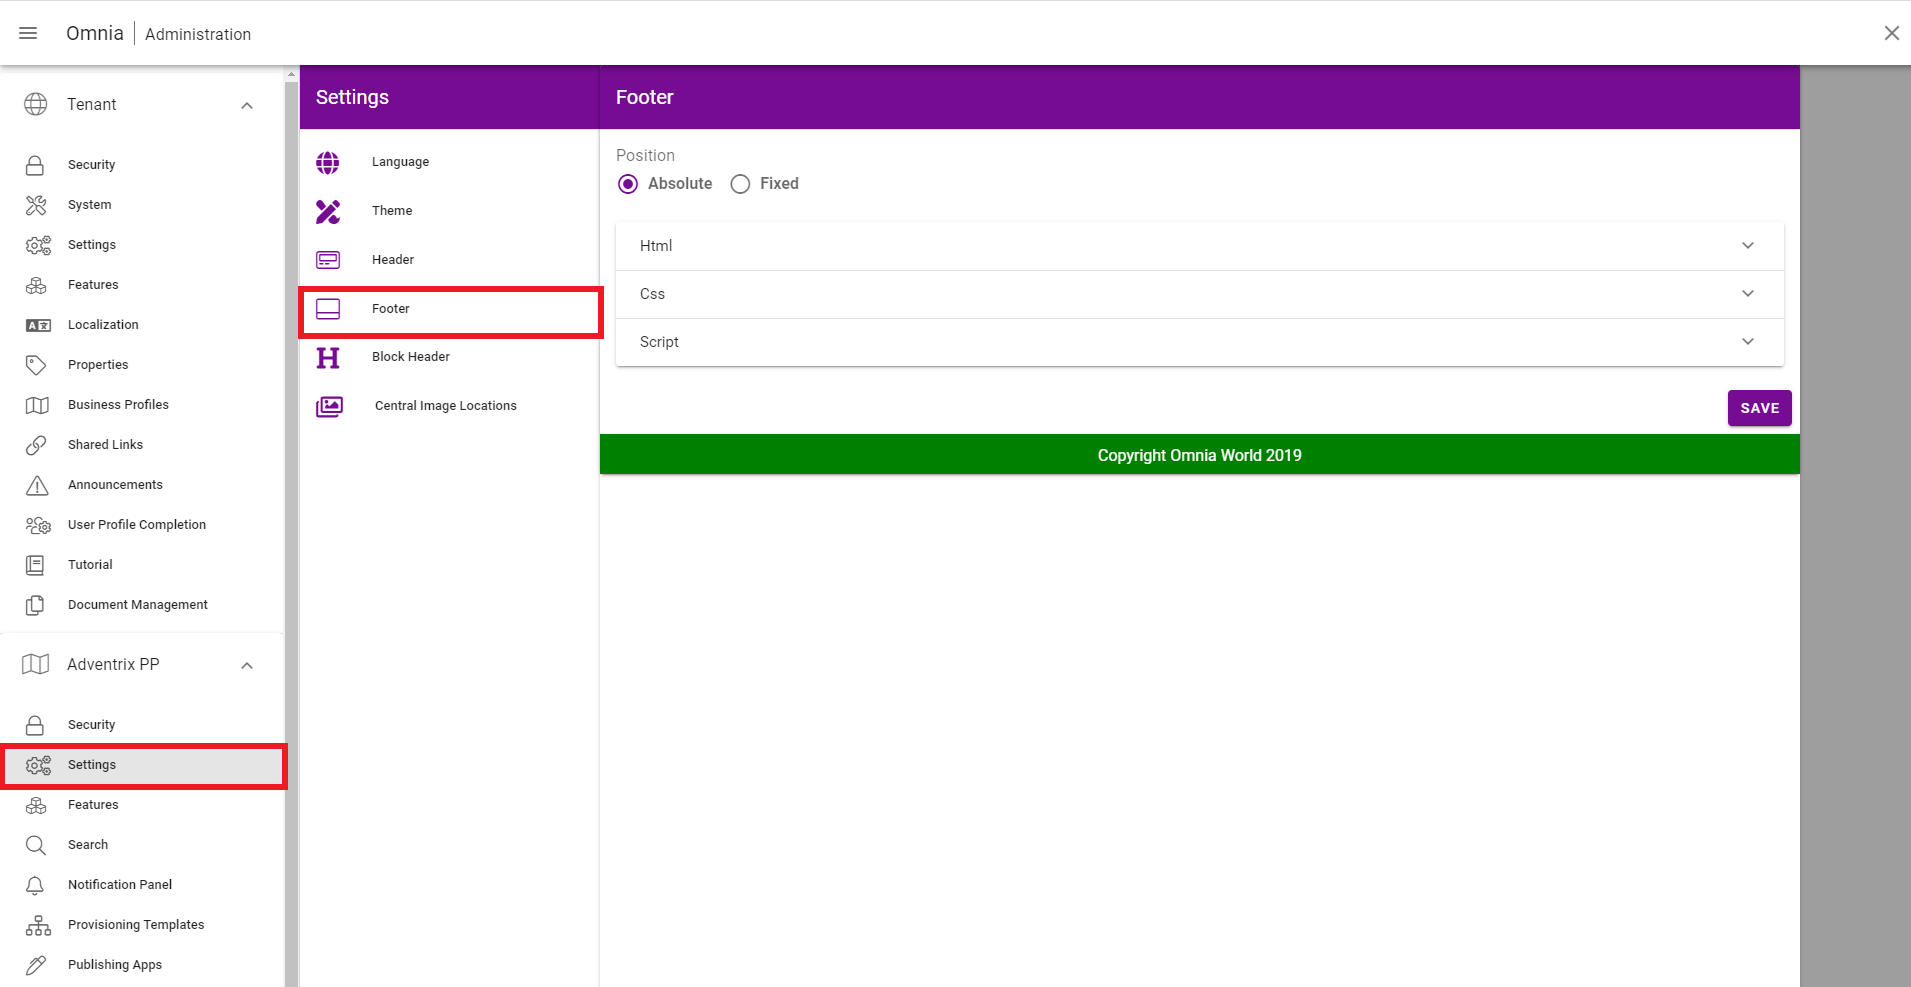 Omnia
Administration
Tenant
Security
System
Settings
Features
Localization
Properties
Business Profiles
Shared Links
Announcements
User Profile Completion
Tutorial
Document Management
Adventrix PP
Security
Settings
Features
Search
Notification Panel
Provisioning Templates
Publishing Apps
Settings
Language
Theme
Header
Footer
Block Header
Central Image Locations
Footer
Position
Absolute
Fixed
Html
Css
Script
SAVE
Copyright Omnia World 2019